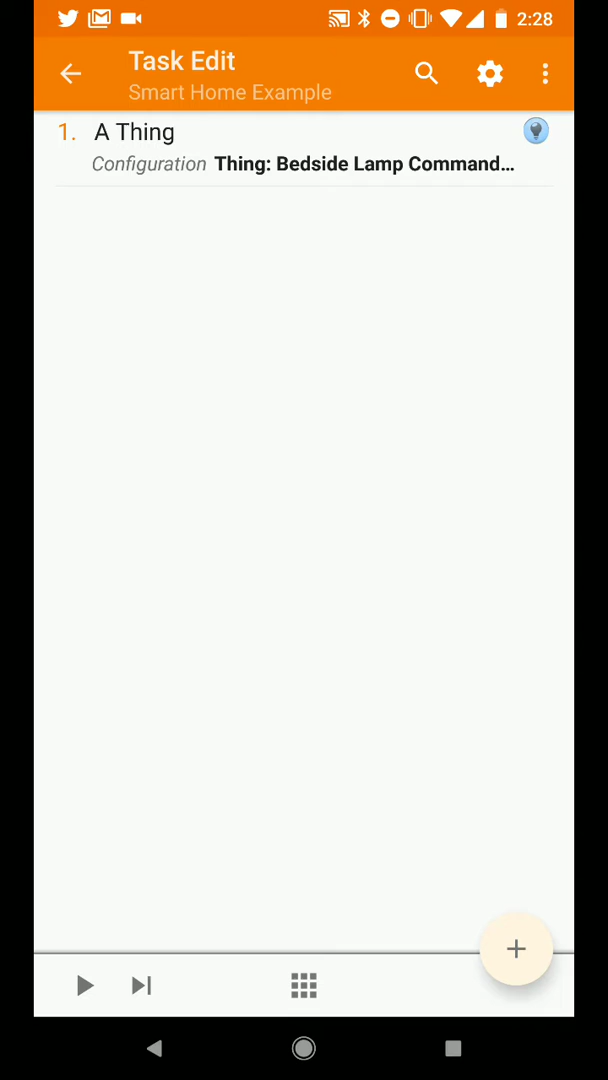 2:28
Task Edit
Smart Home Example
1. A Thing
Configuration Thing: Bedside Lamp Command...